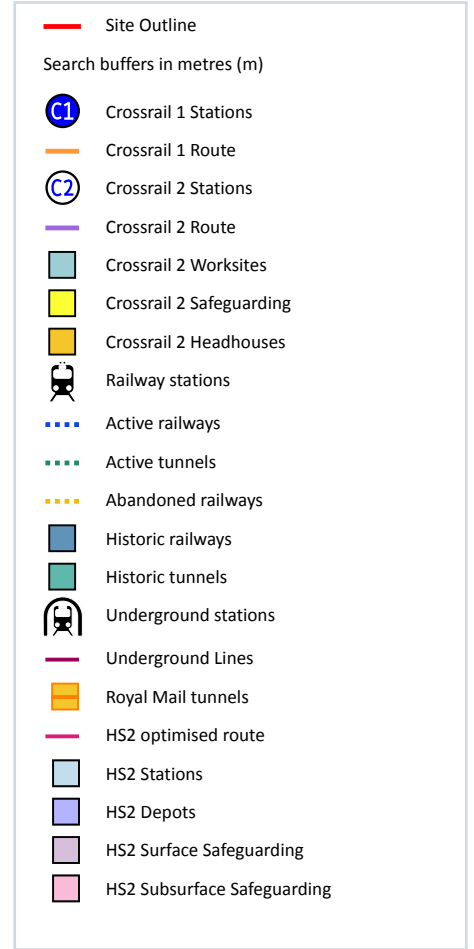 Site Outline
Search buffers in metres (m)
C1 Crossrail 1 Stations
Crossrail 1 Route
C2 Crossrail 2 Stations
Crossrail 2 Route
Crossrail 2 Worksites
Crossrail 2 Safeguarding
Crossrail 2 Headhouses
Railway stations
Active railways
Active tunnels
Abandoned railways
Historic railways
Historic tunnels
Underground stations
Underground Lines
Royal Mail tunnels
HS2 optimised route
HS2 Stations
HS2 Depots
HS2 Surface Safeguarding
HS2 Subsurface Safeguarding